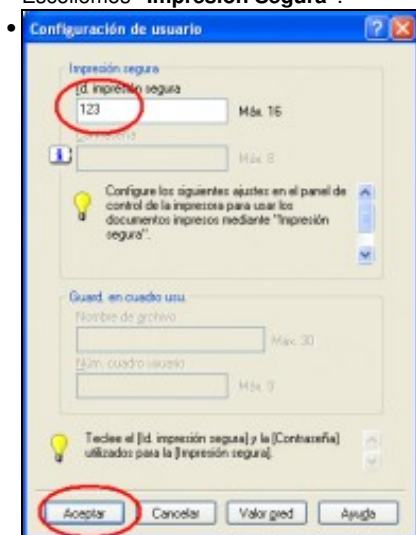 Escollemos "Impresión Segura".
Configuración de usuario
Impresión segura
Id. impresión segura
123
Máx. 16
Contraseña
Máx. 8
Configure los siguientes ajustes en el panel de
control de la impresora para usar los
documentos impresos mediante "Impresión
segura".
Guard. en cuadro usu.
Nombre de archivo
Máx. 30
Núm. cuadro usuario
Máx. 9
Teclee el [Id. impresión segura] y la [Contraseña]
utilizados para la [Impresión segura].
Aceptar
Cancelar
Valor pred
Ayuda